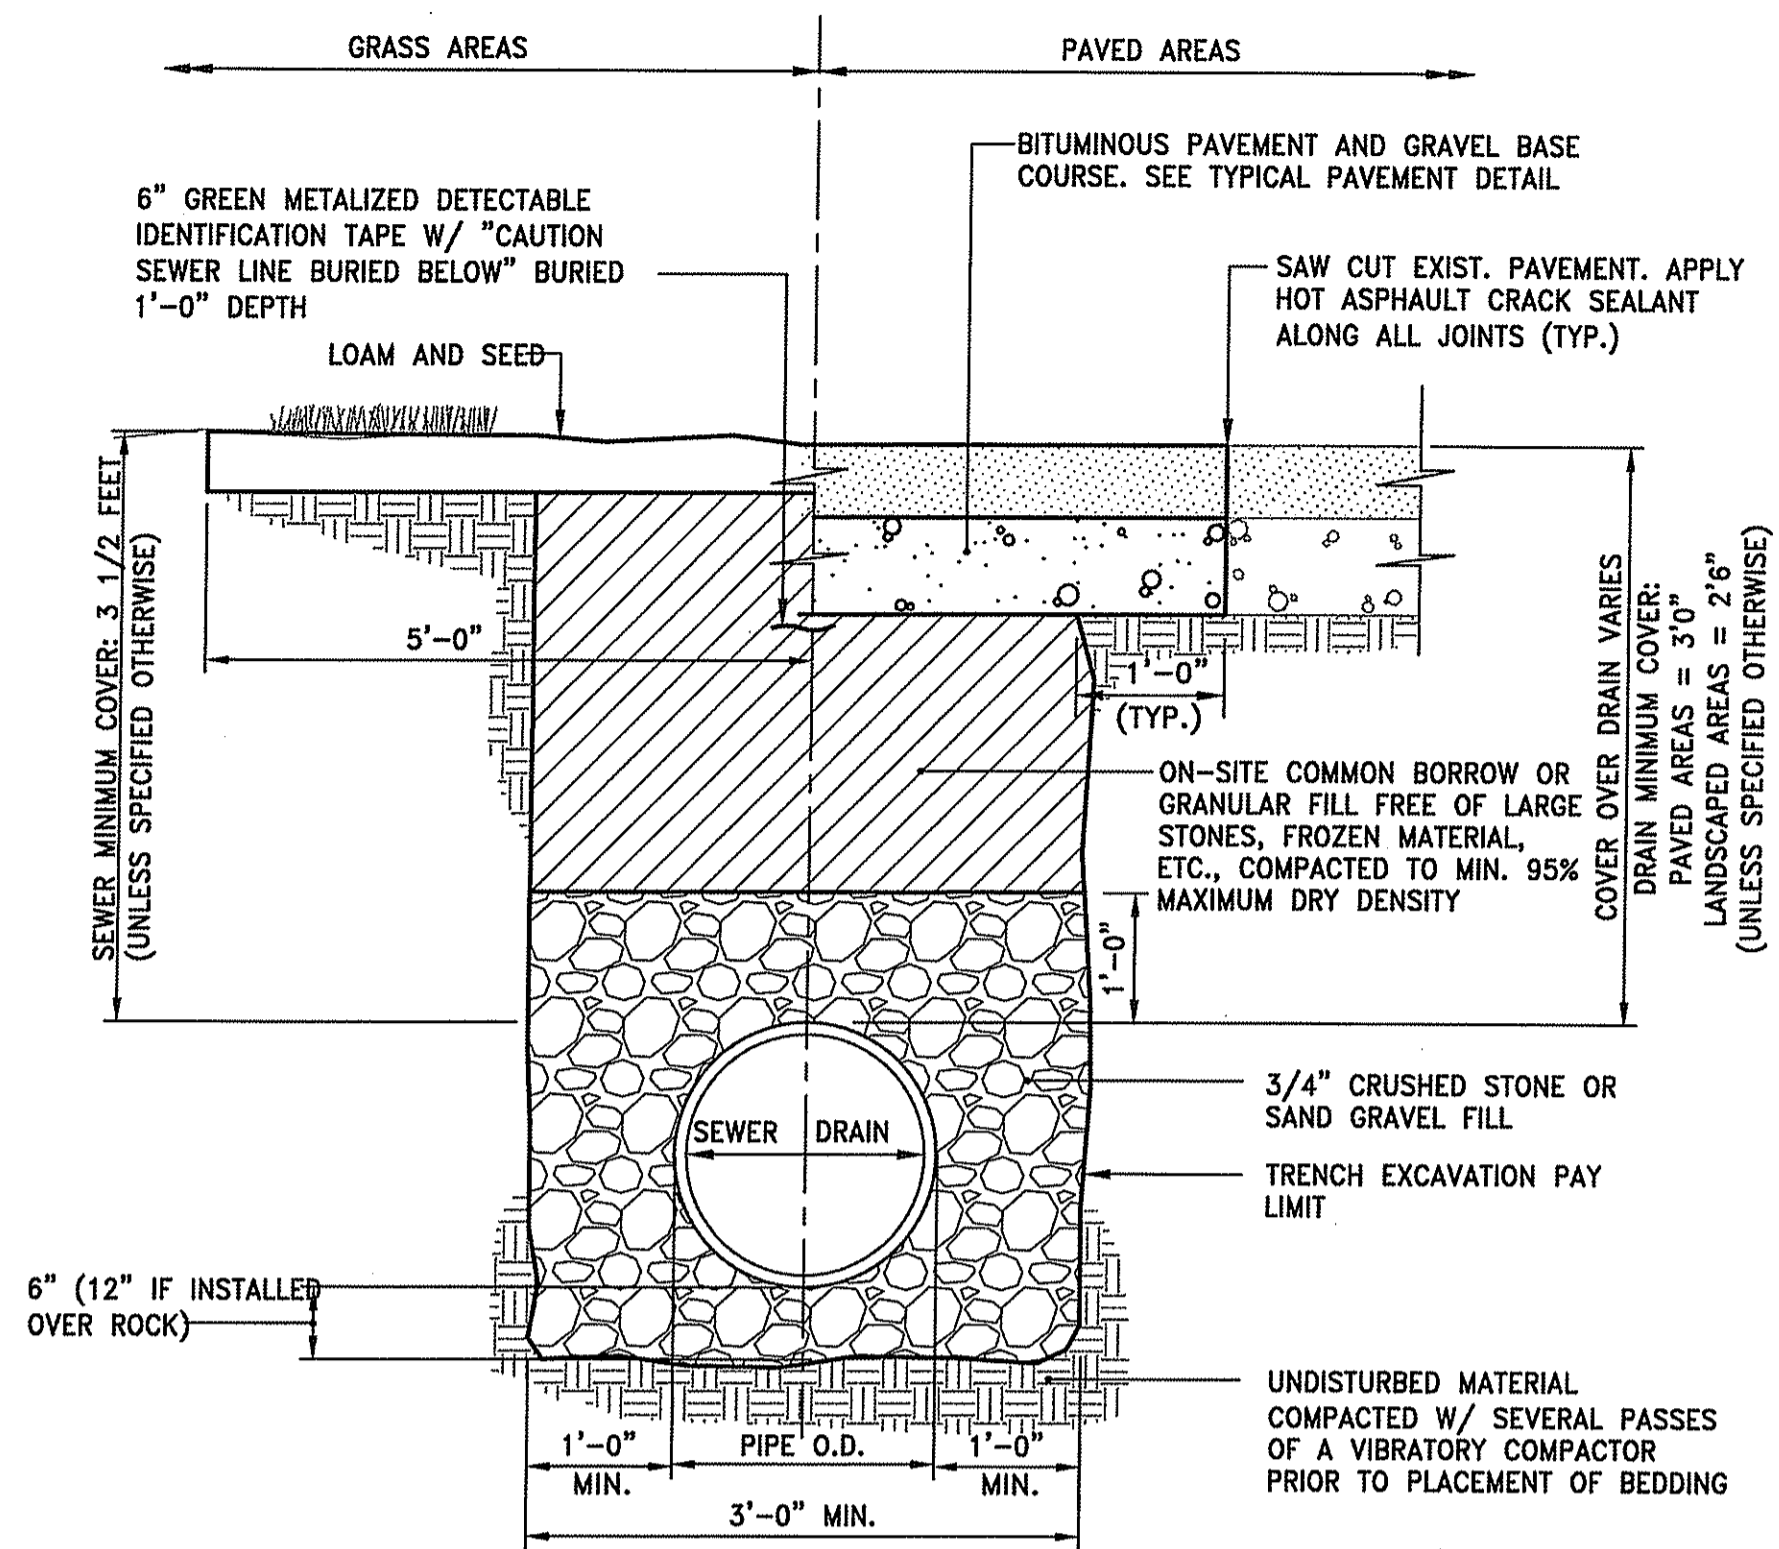 GRASS AREAS
PAVED AREAS
BITUMINOUS PAVEMENT AND GRAVEL BASE
COURSE. SEE TYPICAL PAVEMENT DETAIL
6" GREEN METALIZED DETECTABLE
IDENTIFICATION TAPE W/ "CAUTION
SEWER LINE BURIED BELOW" BURIED
1'-0" DEPTH
SAW CUT EXIST. PAVEMENT. APPLY
HOT ASPHAULT CRACK SEALANT
ALONG ALL JOINTS (TYP.)
LOAM AND SEED
SEWER MINIMUM COVER: 3 1/2 FEET
(UNLESS SPECIFIED OTHERWISE)
5'-0"
1'-0"
(TYP.)
COVER OVER DRAIN VARIES
DRAIN MINIMUM COVER:
PAVED AREAS = 3'0"
LANDSCAPED AREAS = 2'6"
(UNLESS SPECIFIED OTHERWISE)
ON-SITE COMMON BORROW OR
GRANULAR FILL FREE OF LARGE
STONES, FROZEN MATERIAL,
ETC., COMPACTED TO MIN. 95%
MAXIMUM DRY DENSITY
1'-0"
3/4" CRUSHED STONE OR
SAND GRAVEL FILL
SEWER DRAIN
TRENCH EXCAVATION PAY
LIMIT
6" (12" IF INSTALLED
OVER ROCK)
UNDISTURBED MATERIAL
COMPACTED W/ SEVERAL PASSES
OF A VIBRATORY COMPACTOR
PRIOR TO PLACEMENT OF BEDDING
1'-0"
MIN.
PIPE O.D.
1'-0"
MIN.
3'-0" MIN.